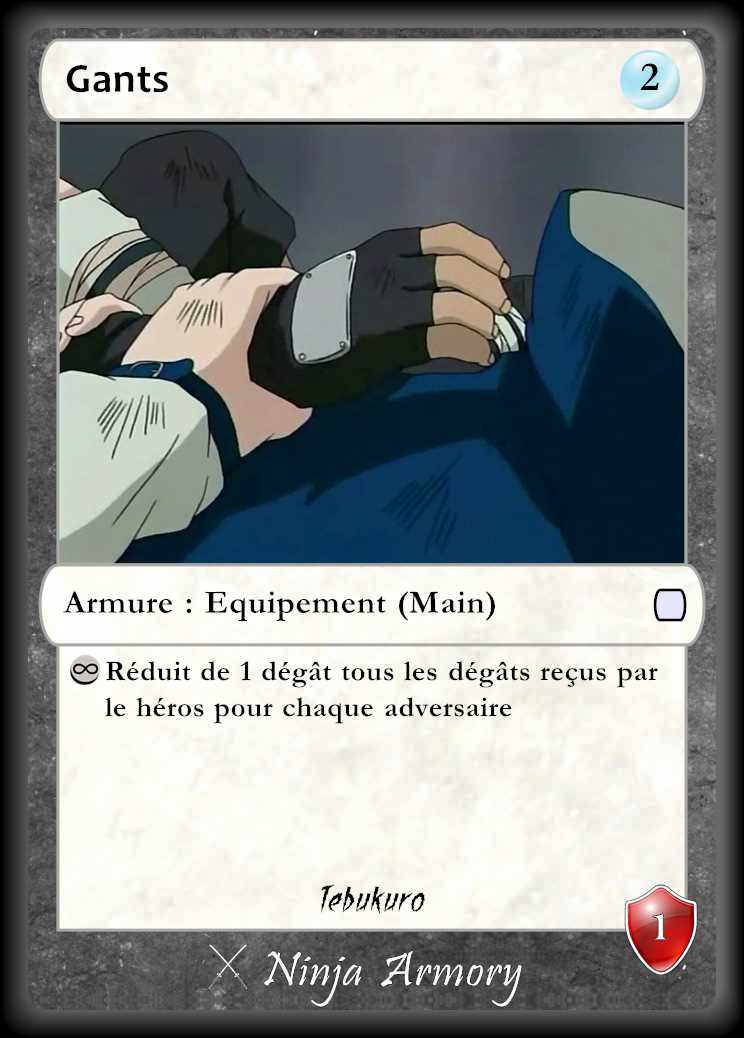 Gants
2
Armure : Equipement (Main)
∞ Réduit de 1 dégât tous les dégâts reçus par
le héros pour chaque adversaire
Tebukuro
1
Ninja Armory